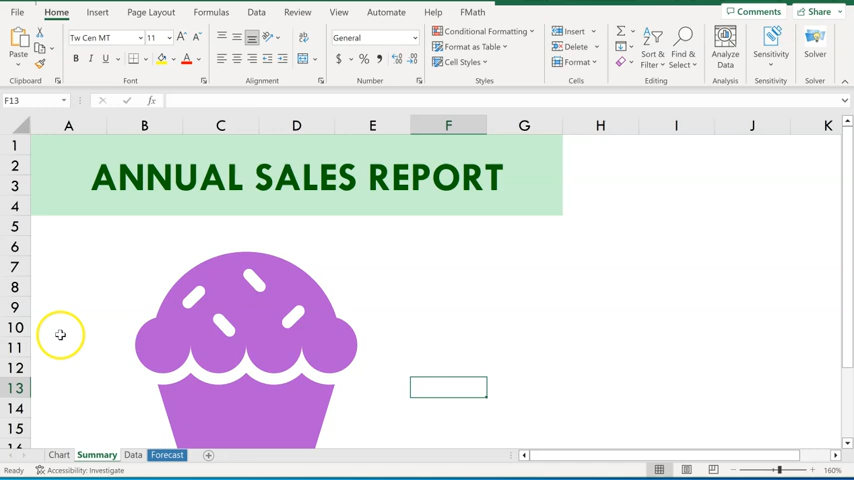 File Home Insert Page Layout Formulas Data Review View Automate Help FMath Comments Share
Paste Tw Cen MT 11 General Conditional Formatting Insert Sort & Find & Analyze Sensitivity Solver
B I U A $ % , Format as Table Delete Filter Select Data
Cell Styles Format
Clipboard Font Alignment Number Styles Cells Editing Analysis Sensitivity Solver
F13 fx
A B C D E F G H I J K
1
2
3
4
ANNUAL SALES REPORT
5
6
7
8
9
10
11
12
13
14
15
16
Chart Summary Data Forecast
Ready Accessibility: Investigate 160%